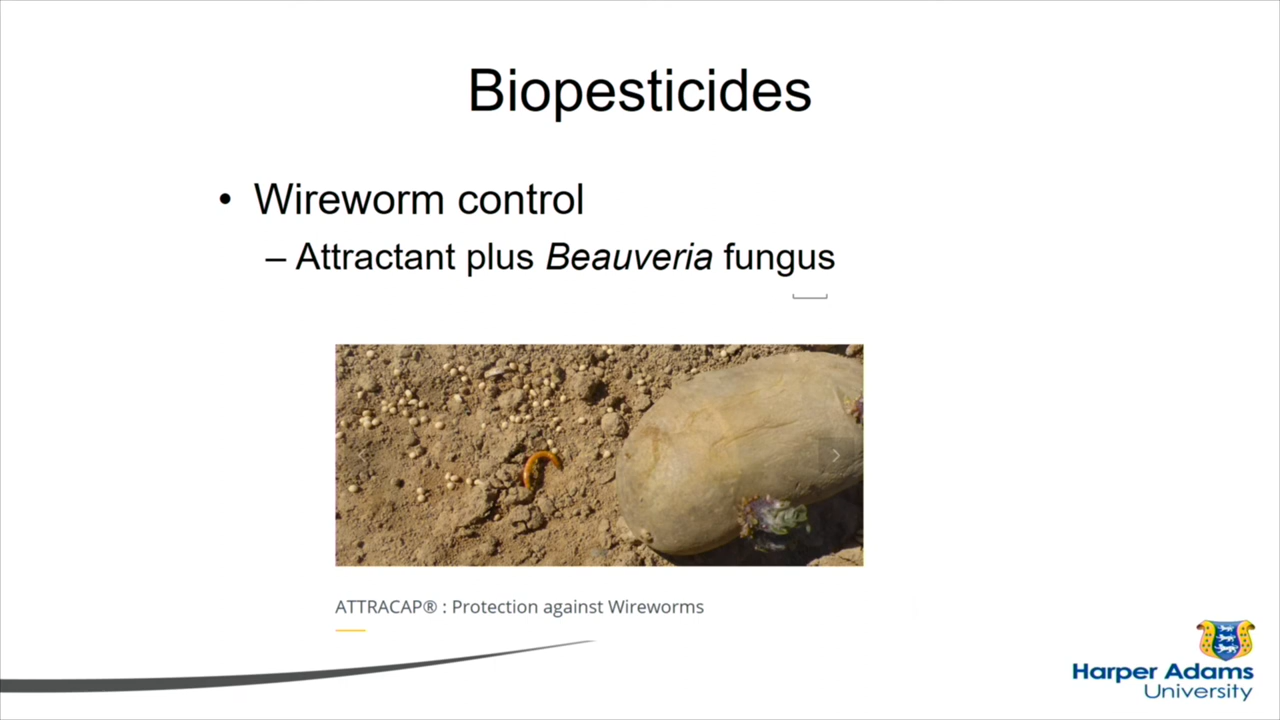 Biopesticides
• Wireworm control
– Attractant plus Beauveria fungus
ATTRACAP® : Protection against Wireworms
Harper Adams
University